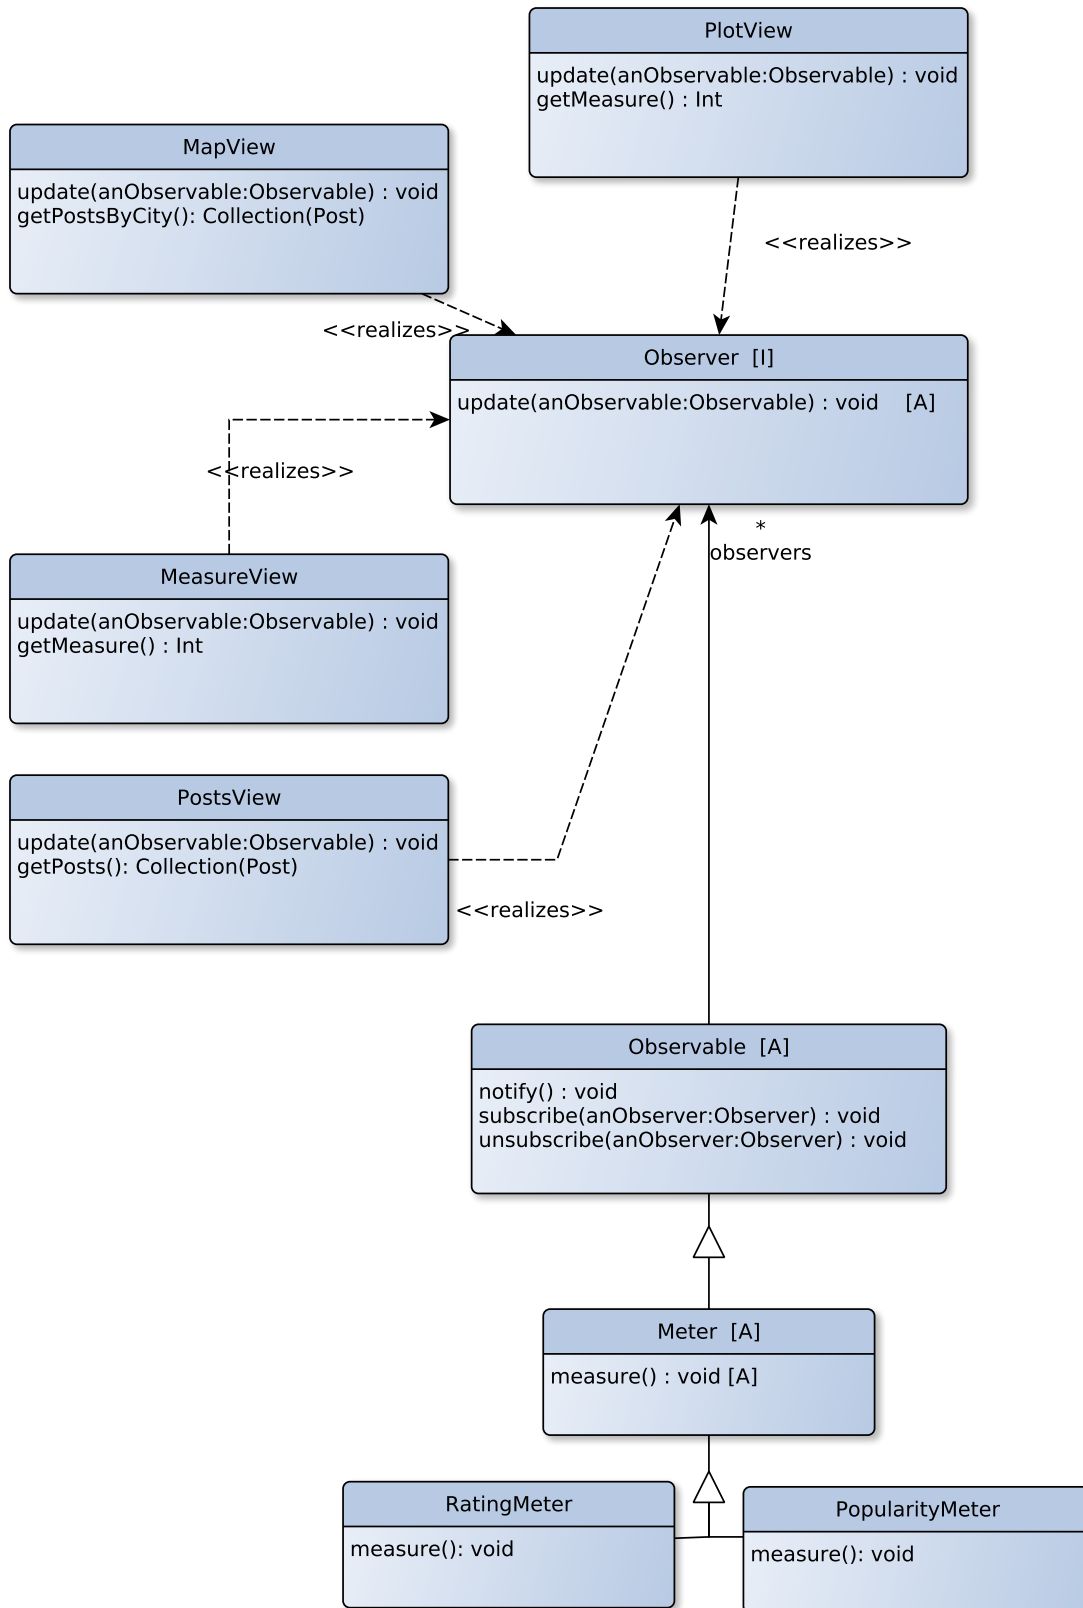 PlotView
update(anObservable:Observable) : void
getMeasure() : Int
MapView
update(anObservable:Observable) : void
getPostsByCity(): Collection(Post)
<<realizes>>
<<realizes>>
Observer  [I]
update(anObservable:Observable) : void    [A]
<<realizes>>
*
observers
MeasureView
update(anObservable:Observable) : void
getMeasure() : Int
PostsView
update(anObservable:Observable) : void
getPosts(): Collection(Post)
<<realizes>>
Observable  [A]
notify() : void
subscribe(anObserver:Observer) : void
unsubscribe(anObserver:Observer) : void
Meter  [A]
measure() : void [A]
RatingMeter
measure(): void
PopularityMeter
measure(): void